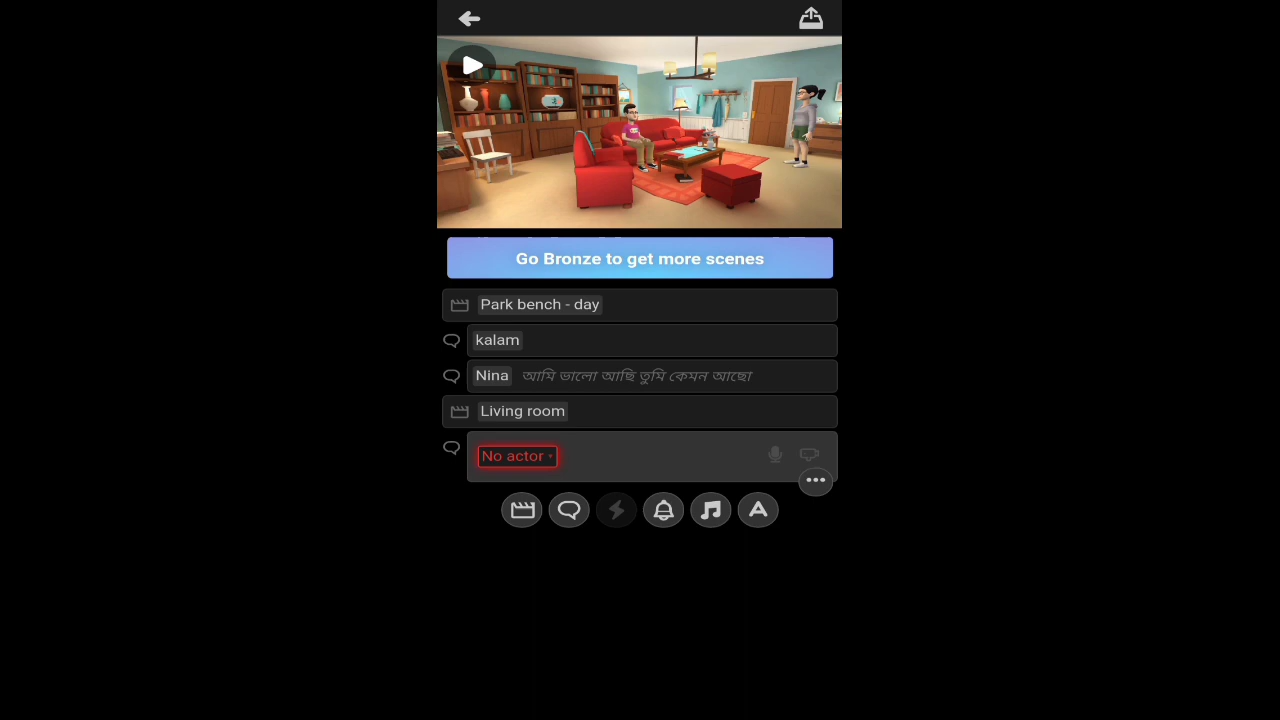 Go Bronze to get more scenes
Park bench - day
kalam
Nina আমি ভালো আছি তুমি কেমন আছো
Living room
No actor